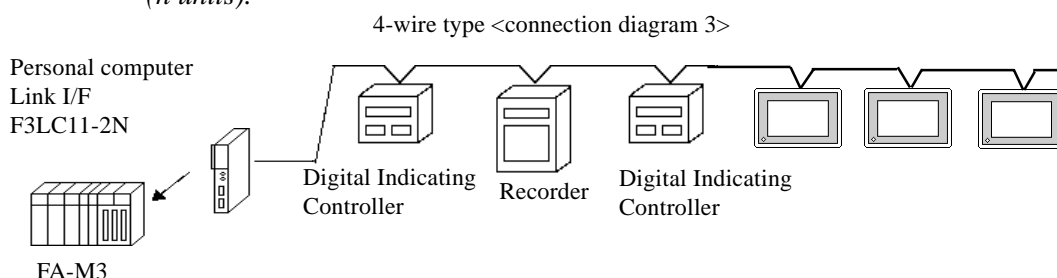 (n units).
4-wire type <connection diagram 3>
Personal computer
Link I/F
F3LC11-2N
Digital Indicating
Controller
Recorder
Digital Indicating
Controller
FA-M3